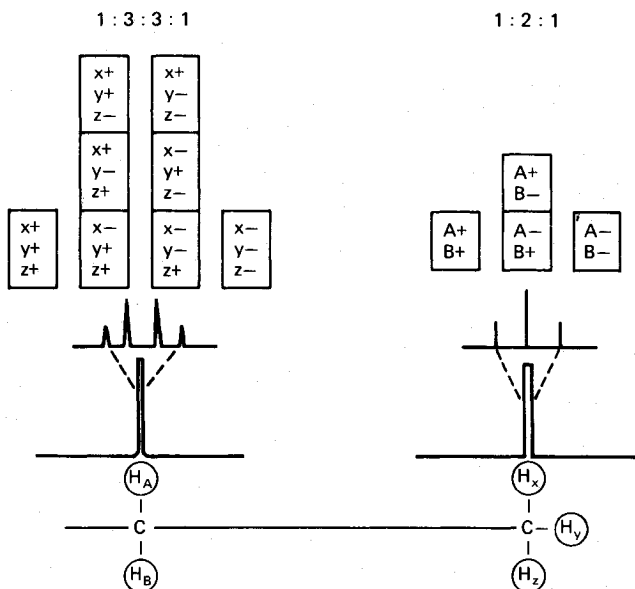 1 : 3 : 3 : 1
1 : 2 : 1
x+ x+
y+ y−
z− z−
x+ x−
y− y+
z+ z−
x+ x− x− x−
y+ y+ y− y−
z+ z+ z+ z−
A+
B−
A+ A− A−
B+ B+ B−
H_A H_x
C C H_y
H_B H_z